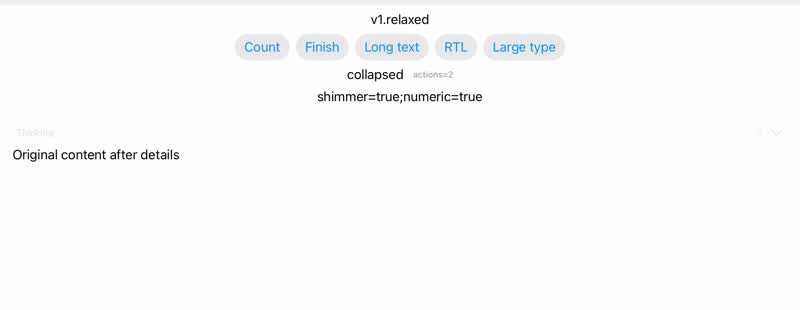 v1.relaxed
Count Finish Long text RTL Large type
collapsed actions=2
shimmer=true;numeric=true
Thinking
Original content after details